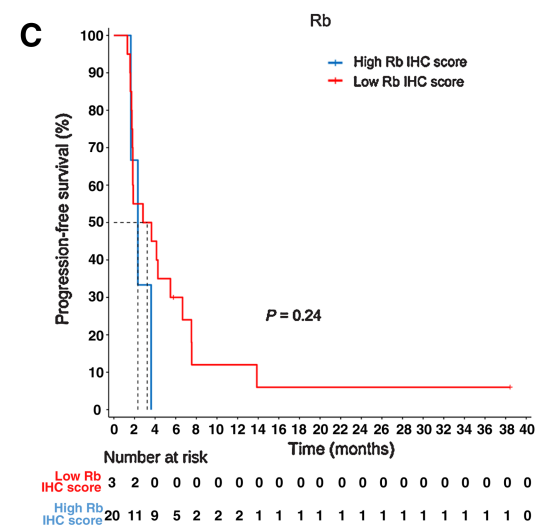 C
Rb
High Rb IHC score
Low Rb IHC score
Progression-free survival (%)
100
90
80
70
60
50
40
30
20
10
0
P = 0.24
0 2 4 6 8 10 12 14 16 18 20 22 24 26 28 30 32 34 36 38 40
Time (months)
Number at risk
Low Rb
IHC score
3 2 0 0 0 0 0 0 0 0 0 0 0 0 0 0 0 0 0 0 0
High Rb
IHC score
20 11 9 5 2 2 2 1 1 1 1 1 1 1 1 1 1 1 1 1 0